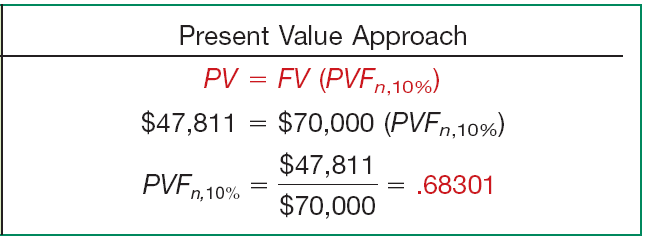 Present Value Approach
PV = FV (PVFn,10%)
$47,811 = $70,000 (PVFn,10%)
PVFn,10% = $47,811 / $70,000 = .68301